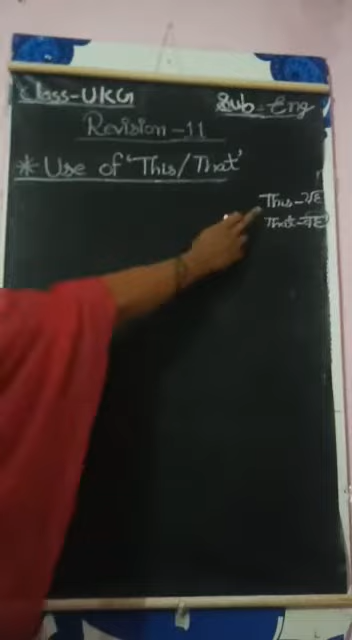 Class-UKG
Sub-Eng
Revision-11
* Use of 'This/That'
This-यह
That-वह